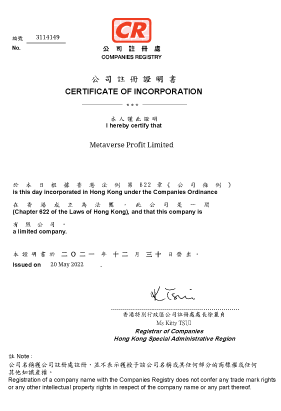 編號 3114149
No.
CR
公司註冊處
COMPANIES REGISTRY
公司註冊證明書
CERTIFICATE OF INCORPORATION
***
本人謹此證明
I hereby certify that
Metaverse Profit Limited
於本日根據香港法例第622章《公司條例》
is this day incorporated in Hong Kong under the Companies Ordinance
在香港成立為法團，此公司是一間
(Chapter 622 of the Laws of Hong Kong), and that this company is
有限公司。
a limited company.
本證明書於二〇二一年十二月三十日發出。
Issued on 20 May 2022 .
香港特別行政區公司註冊處處長徐麗貞
Ms Kitty TSUI
Registrar of Companies
Hong Kong Special Administrative Region
註 Note :
公司名稱獲公司註冊處註冊，並不表示獲授予該公司名稱或其任何部分的商標權或任何
其他知識產權。
Registration of a company name with the Companies Registry does not confer any trade mark rights
or any other intellectual property rights in respect of the company name or any part thereof.